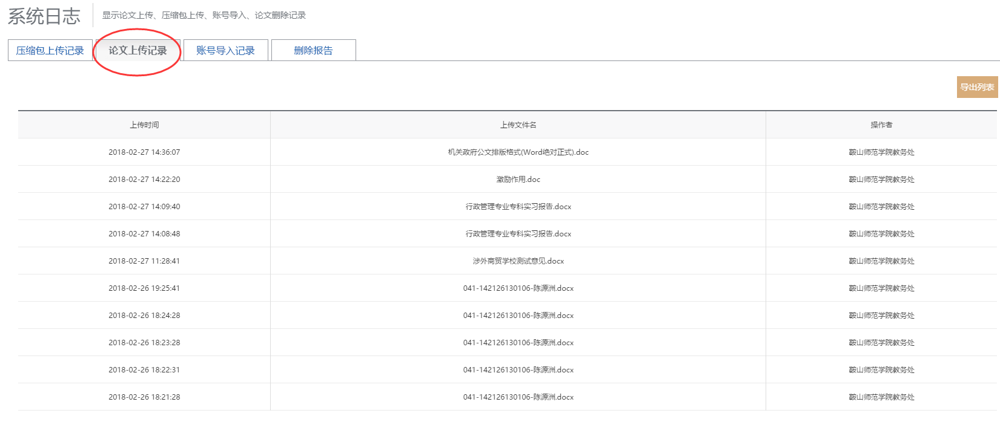 系统日志 显示论文上传、压缩包上传、账号导入、论文删除记录
压缩包上传记录 论文上传记录 账号导入记录 删除报告
导出列表
上传时间 上传文件名 操作者
2018-02-27 14:36:07 机关政府公文排版格式(Word绝对正式).doc 鞍山师范学院教务处
2018-02-27 14:22:20 激励作用.doc 鞍山师范学院教务处
2018-02-27 14:09:40 行政管理专业专科实习报告.docx 鞍山师范学院教务处
2018-02-27 14:08:48 行政管理专业专科实习报告.docx 鞍山师范学院教务处
2018-02-27 11:28:41 涉外商贸学校测试意见.docx 鞍山师范学院教务处
2018-02-26 19:25:41 041-142126130106-陈源洲.docx 鞍山师范学院教务处
2018-02-26 18:24:28 041-142126130106-陈源洲.docx 鞍山师范学院教务处
2018-02-26 18:23:28 041-142126130106-陈源洲.docx 鞍山师范学院教务处
2018-02-26 18:22:31 041-142126130106-陈源洲.docx 鞍山师范学院教务处
2018-02-26 18:21:28 041-142126130106-陈源洲.docx 鞍山师范学院教务处